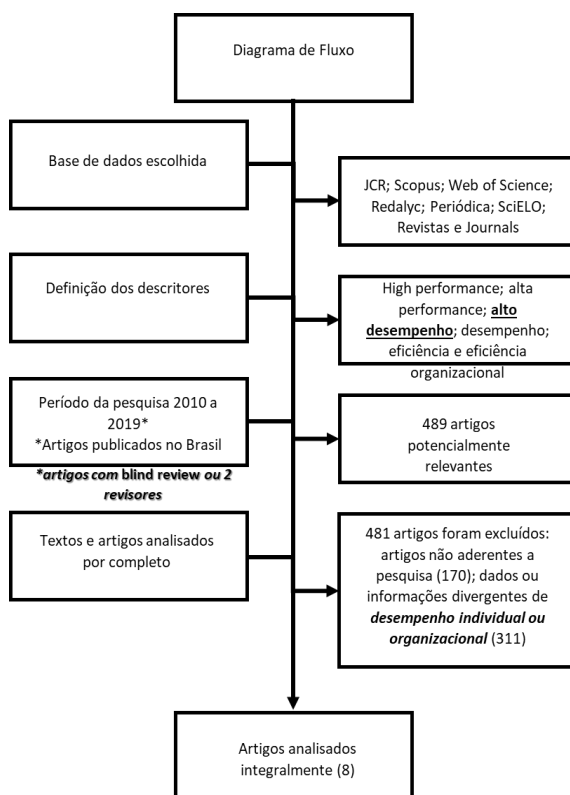 Diagrama de Fluxo
Base de dados escolhida
JCR; Scopus; Web of Science;
Redalyc; Periódica; SciELO;
Revistas e Journals
Definição dos descritores
High performance; alta
performance; alto
desempenho; desempenho;
eficiência e eficiência
organizacional
Período da pesquisa 2010 a
2019*
*Artigos publicados no Brasil
*artigos com blind review ou 2
revisores
489 artigos
potencialmente
relevantes
Textos e artigos analisados
por completo
481 artigos foram excluídos:
artigos não aderentes a
pesquisa (170); dados ou
informações divergentes de
desempenho individual ou
organizacional (311)
Artigos analisados
integralmente (8)